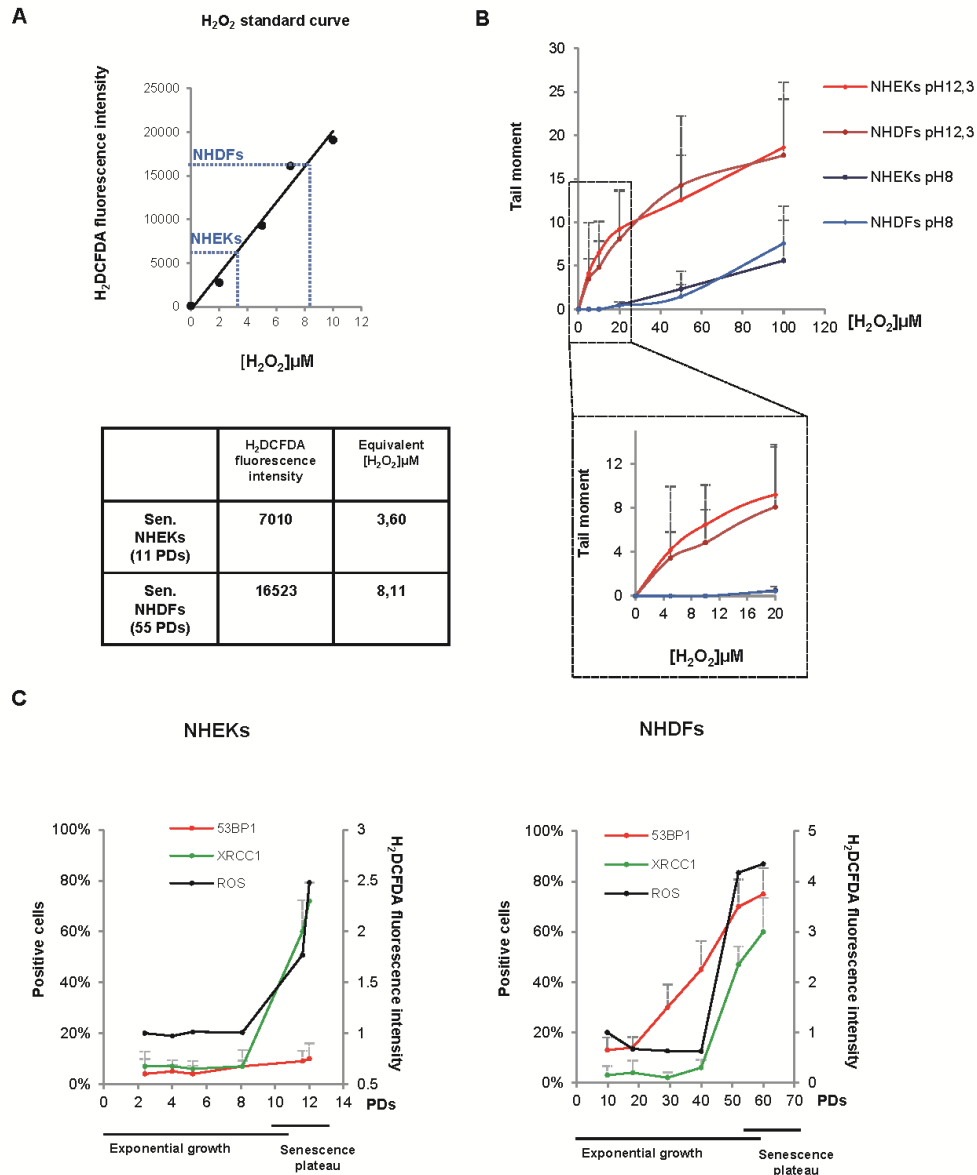 A
H₂O₂ standard curve
H₂DCFDA fluorescence intensity
25000
20000
15000
10000
5000
0
NHDFs
NHEKs
0 2 4 6 8 10 12
[H₂O₂]µM
H₂DCFDA fluorescence intensity
Equivalent [H₂O₂]µM
Sen. NHEKs (11 PDs)
7010
3,60
Sen. NHDFs (55 PDs)
16523
8,11
B
Tail moment
30
25
20
15
10
5
0
0 20 40 60 80 100 120
[H₂O₂]µM
NHEKs pH12,3
NHDFs pH12,3
NHEKs pH8
NHDFs pH8
Tail moment
12
8
4
0
0 4 8 12 16 20
[H₂O₂]µM
C
NHEKs
Positive cells
100%
80%
60%
40%
20%
0%
53BP1
XRCC1
ROS
3
2.5
2
1.5
1
0.5
H₂DCFDA fluorescence intensity
0 2 4 6 8 10 12 14
PDs
Exponential growth
Senescence
plateau
NHDFs
Positive cells
100%
80%
60%
40%
20%
0%
53BP1
XRCC1
ROS
5
4
3
2
1
0
H₂DCFDA fluorescence intensity
0 10 20 30 40 50 60 70
PDs
Exponential growth
Senescence
plateau